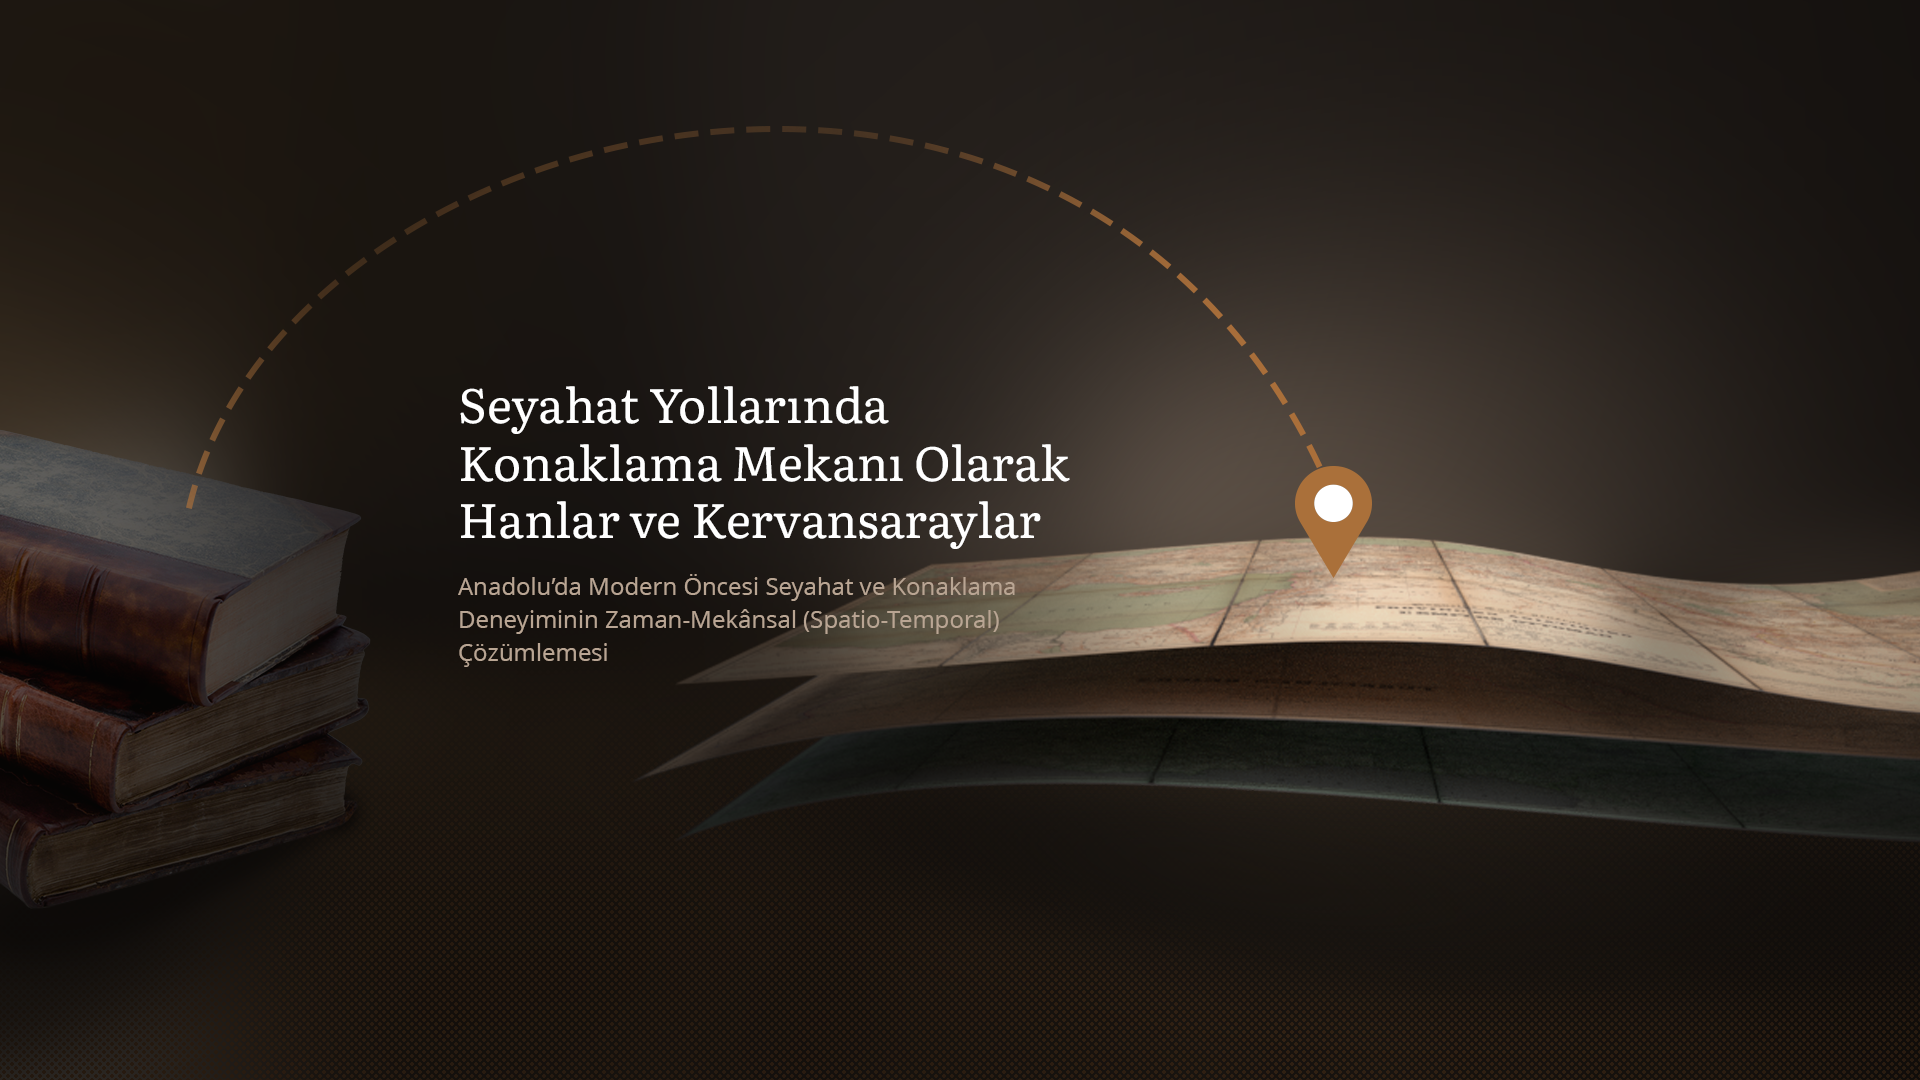 Seyahat Yollarında
Konaklama Mekanı Olarak
Hanlar ve Kervansaraylar
Anadolu’da Modern Öncesi Seyahat ve Konaklama
Deneyiminin Zaman-Mekânsal (Spatio-Temporal)
Çözümlemesi